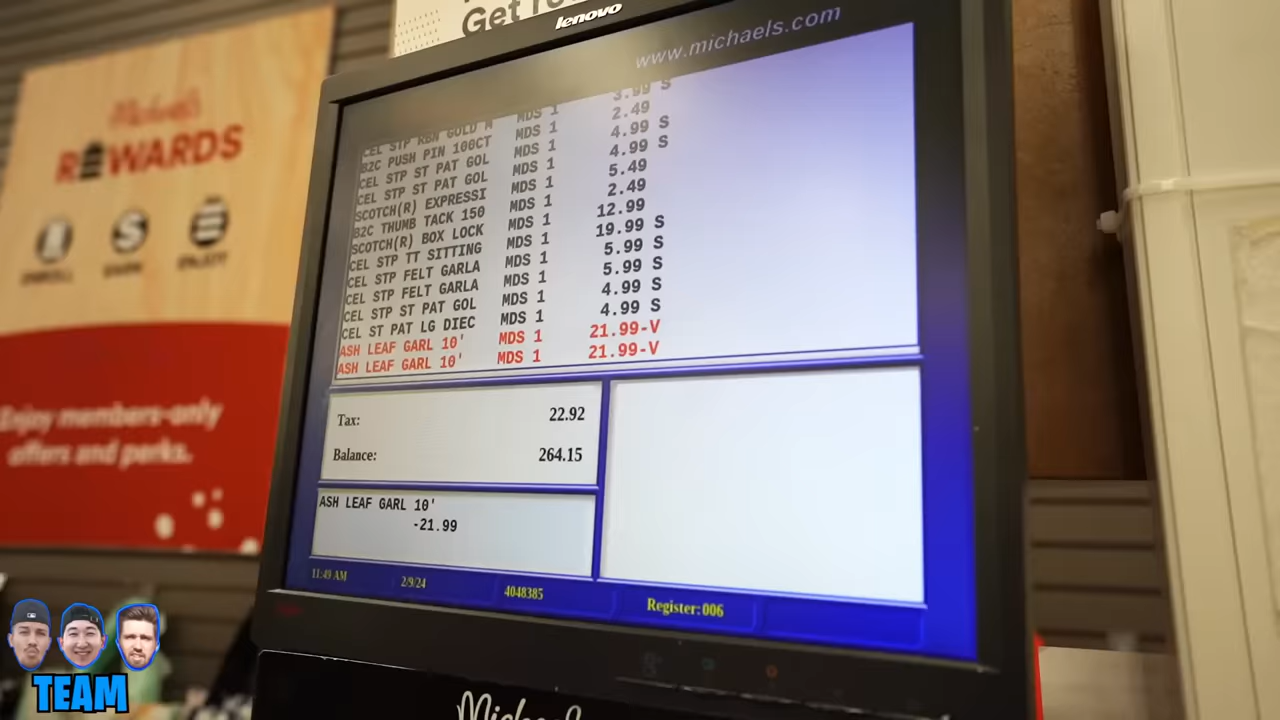 Get
lenovo
www.michaels.com
Michaels
REWARDS
ENJOY
Enjoy members-only
offers and perks.
3.99 S
CEL STP RBN GOLD M MDS 1 2.49
B2C PUSH PIN 100CT MDS 1 4.99 S
CEL STP ST PAT GOL MDS 1 4.99 S
CEL STP ST PAT GOL MDS 1 5.49
SCOTCH(R) EXPRESSI MDS 1 2.49
B2C THUMB TACK 150 MDS 1 12.99
SCOTCH(R) BOX LOCK MDS 1 19.99 S
CEL STP TT SITTING MDS 1 5.99 S
CEL STP FELT GARLA MDS 1 5.99 S
CEL STP FELT GARLA MDS 1 4.99 S
CEL STP ST PAT GOL MDS 1 4.99 S
CEL ST PAT LG DIEC MDS 1
ASH LEAF GARL 10' MDS 1 21.99-V
ASH LEAF GARL 10' MDS 1 21.99-V
Tax: 22.92
Balance: 264.15
ASH LEAF GARL 10'
-21.99
11:49 AM 2/9/24 4048385 Register:006
Michaels
TEAM